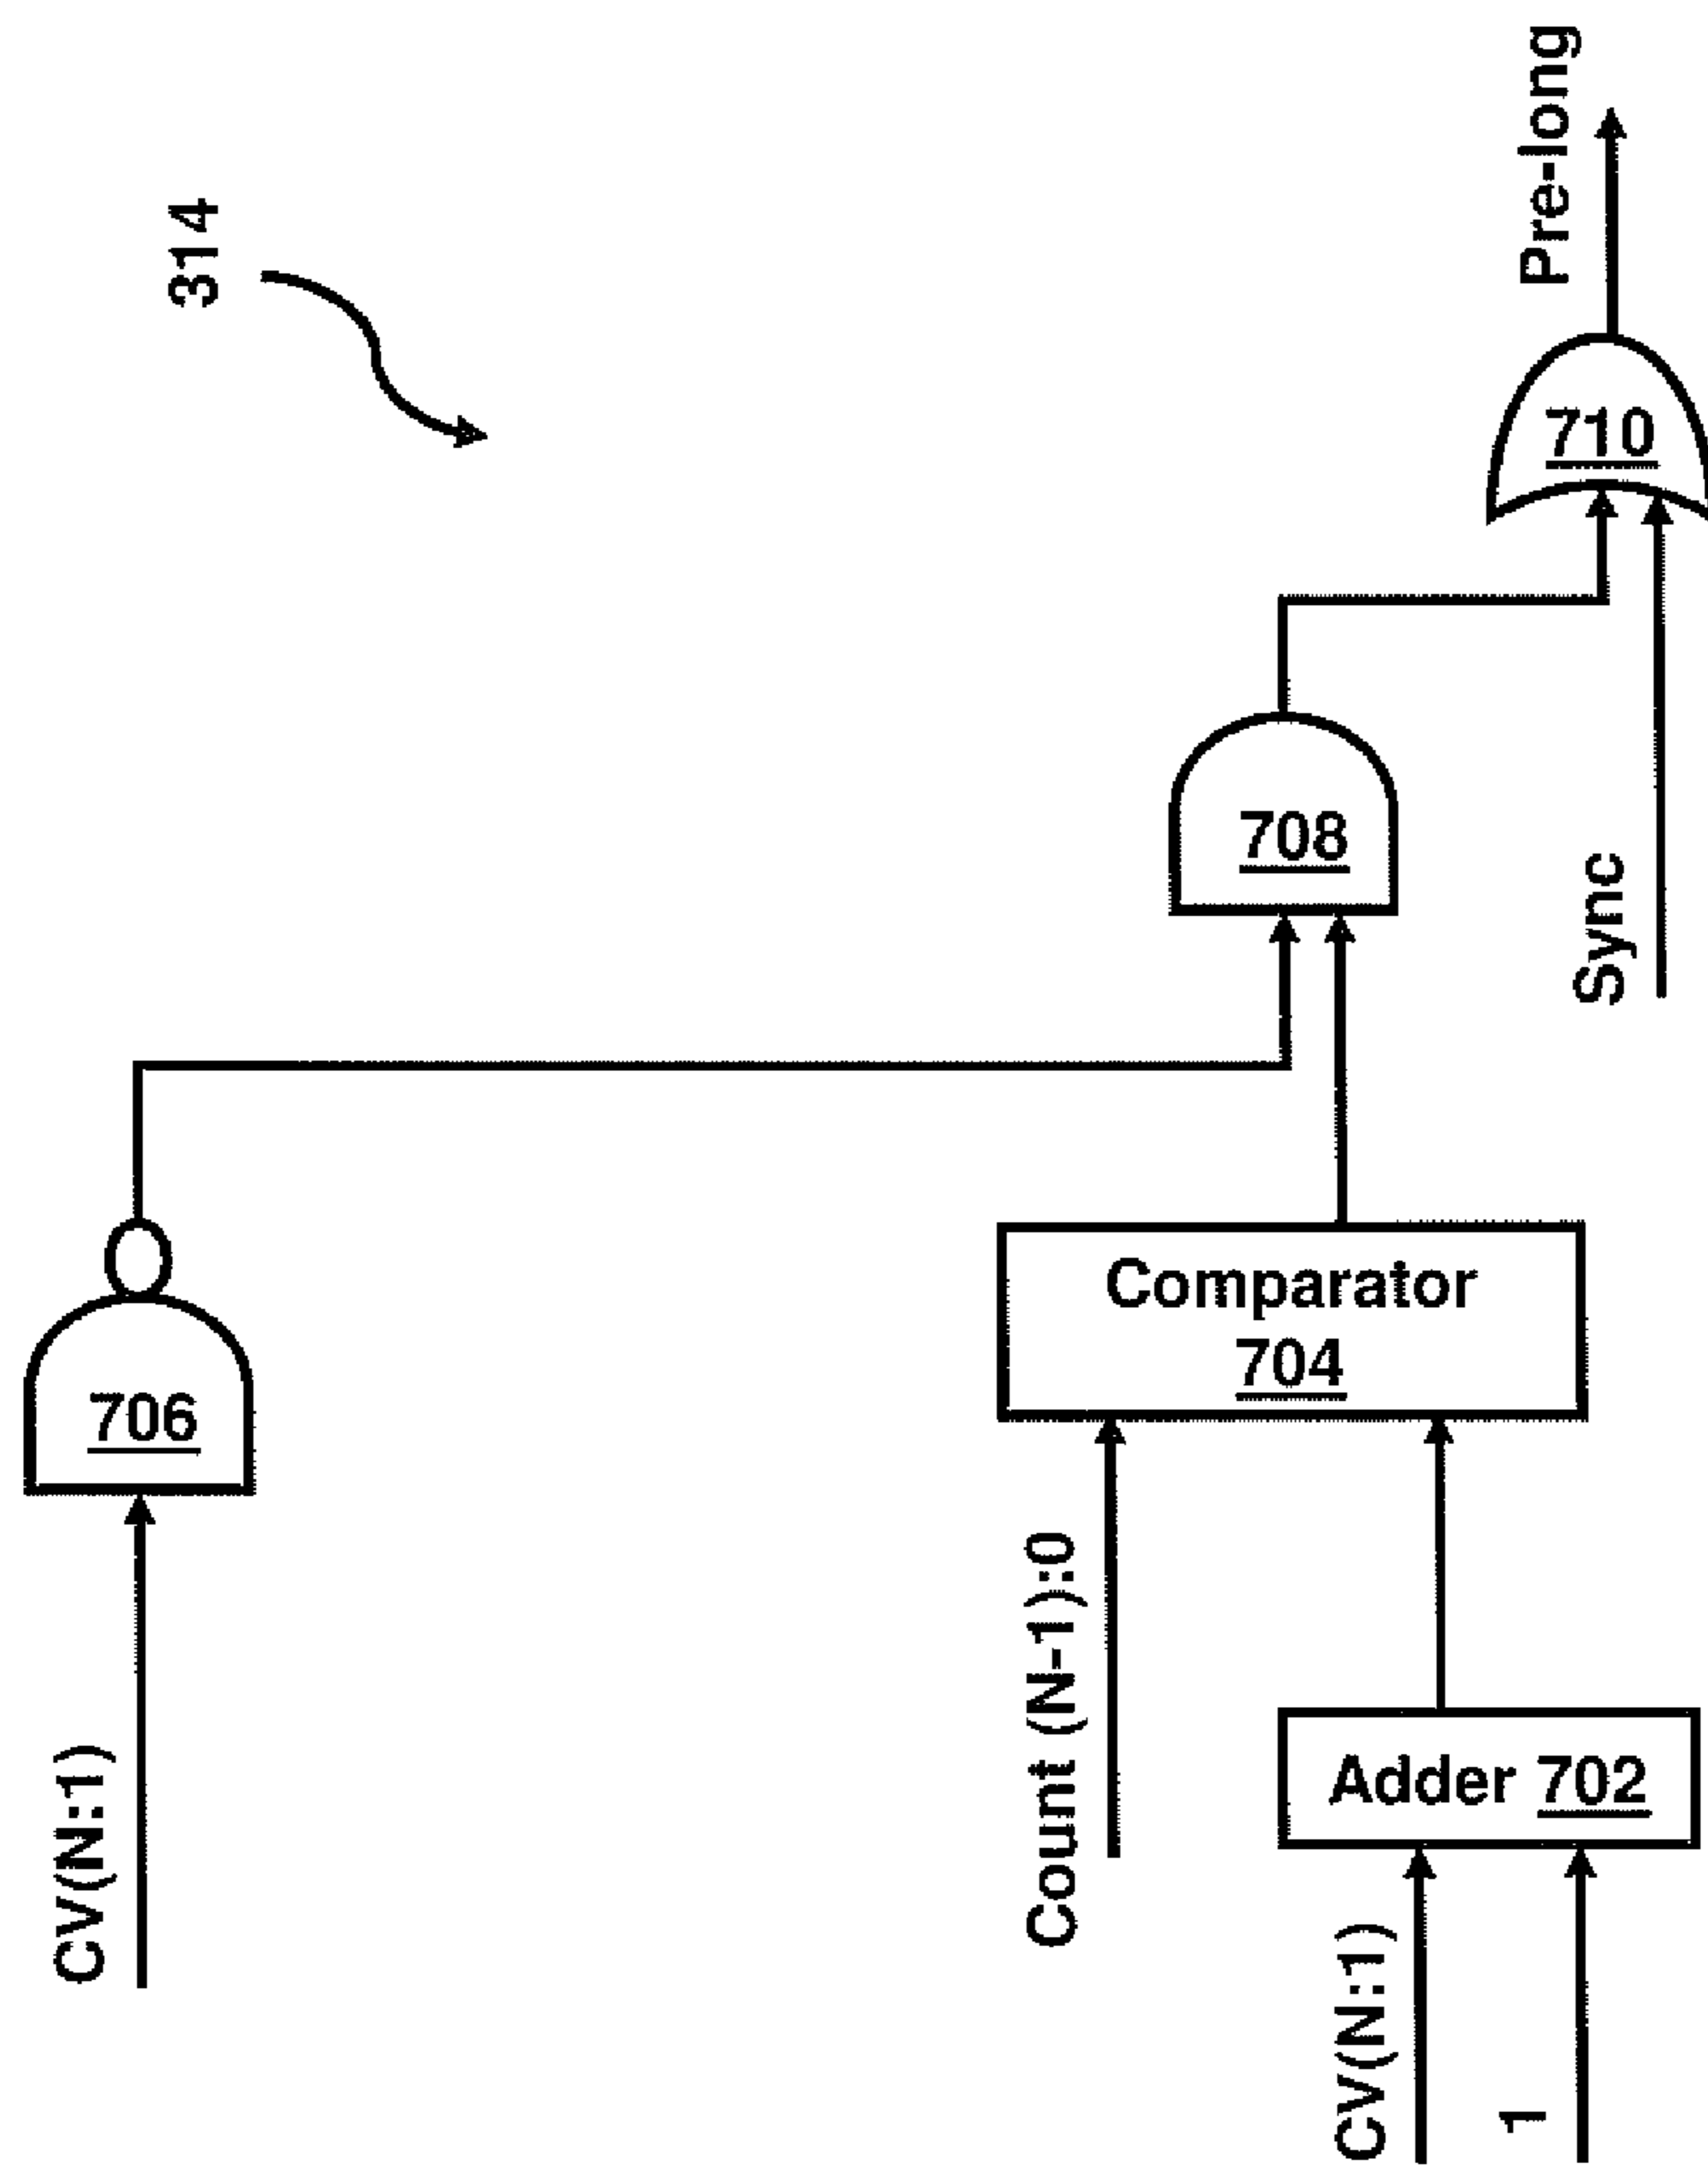 314
Pre-long
710
708
Sync
706
Comparator
704
CV(N:1)
Count (N-1):0
Adder 702
CV(N:1)
1